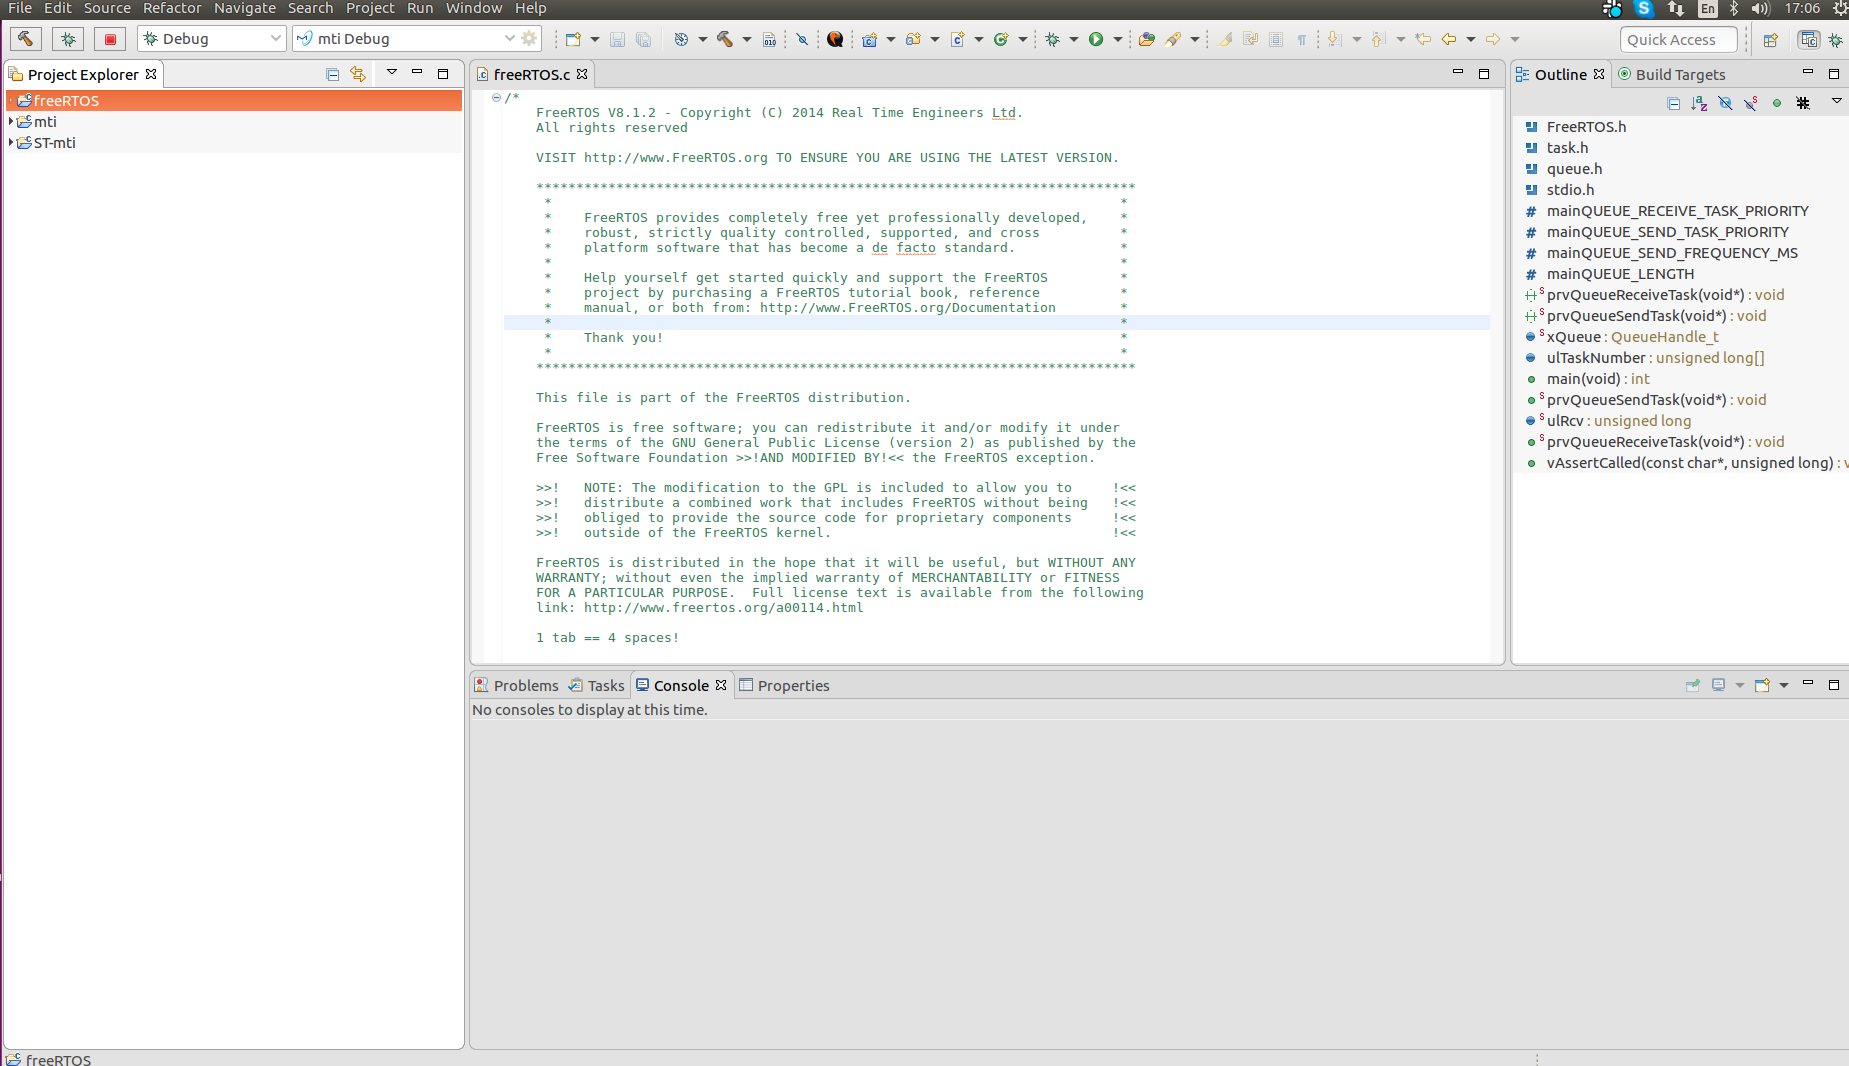 File Edit Source Refactor Navigate Search Project Run Window Help
En 17:06
Debug
mti Debug
Quick Access
Project Explorer
freeRTOS
mti
ST-mti
freeRTOS.c
/*
FreeRTOS V8.1.2 - Copyright (C) 2014 Real Time Engineers Ltd.
All rights reserved
VISIT http://www.FreeRTOS.org TO ENSURE YOU ARE USING THE LATEST VERSION.
***************************************************************************
* *
* FreeRTOS provides completely free yet professionally developed, *
* robust, strictly quality controlled, supported, and cross *
* platform software that has become a de facto standard. *
* *
* Help yourself get started quickly and support the FreeRTOS *
* project by purchasing a FreeRTOS tutorial book, reference *
* manual, or both from: http://www.FreeRTOS.org/Documentation *
* *
* Thank you! *
* *
***************************************************************************
This file is part of the FreeRTOS distribution.
FreeRTOS is free software; you can redistribute it and/or modify it under
the terms of the GNU General Public License (version 2) as published by the
Free Software Foundation >>!AND MODIFIED BY!<< the FreeRTOS exception.
>>! NOTE: The modification to the GPL is included to allow you to !<<
>>! distribute a combined work that includes FreeRTOS without being !<<
>>! obliged to provide the source code for proprietary components !<<
>>! outside of the FreeRTOS kernel. !<<
FreeRTOS is distributed in the hope that it will be useful, but WITHOUT ANY
WARRANTY; without even the implied warranty of MERCHANTABILITY or FITNESS
FOR A PARTICULAR PURPOSE. Full license text is available from the following
link: http://www.freertos.org/a00114.html
1 tab == 4 spaces!
Outline
Build Targets
FreeRTOS.h
task.h
queue.h
stdio.h
mainQUEUE_RECEIVE_TASK_PRIORITY
mainQUEUE_SEND_TASK_PRIORITY
mainQUEUE_SEND_FREQUENCY_MS
mainQUEUE_LENGTH
prvQueueReceiveTask(void*) : void
prvQueueSendTask(void*) : void
xQueue : QueueHandle_t
ulTaskNumber : unsigned long[]
main(void) : int
prvQueueSendTask(void*) : void
ulRcv : unsigned long
prvQueueReceiveTask(void*) : void
vAssertCalled(const char*, unsigned long) : v
Problems
Tasks
Console
Properties
No consoles to display at this time.
freeRTOS